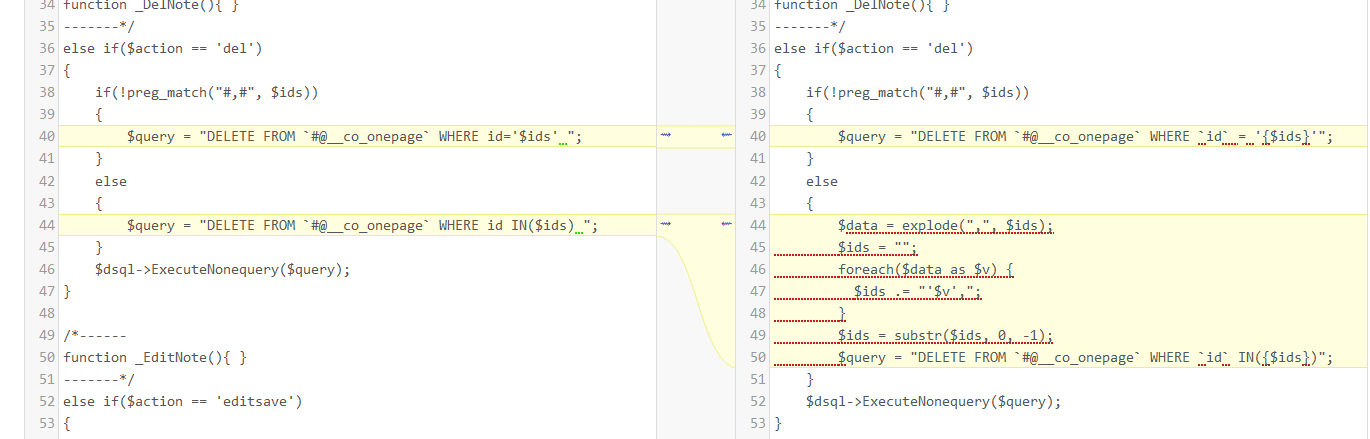 34 function _DelNote(){ }
35 -------*/
36 else if($action == 'del')
37 {
38     if(!preg_match("#,#", $ids))
39     {
40         $query = "DELETE FROM `#@__co_onepage` WHERE id='$ids' ";
41     }
42     else
43     {
44         $query = "DELETE FROM `#@__co_onepage` WHERE id IN($ids) ";
45     }
46     $dsql->ExecuteNonequery($query);
47 }
48
49 /*------
50 function _EditNote(){ }
51 -------*/
52 else if($action == 'editsave')
53 {
34 function _DelNote(){ }
35 -------*/
36 else if($action == 'del')
37 {
38     if(!preg_match("#,#", $ids))
39     {
40         $query = "DELETE FROM `#@__co_onepage` WHERE `id` = '{$ids}'";
41     }
42     else
43     {
44         $data = explode(",", $ids);
45         $ids = "";
46         foreach($data as $v) {
47           $ids .= "'$v',";
48         }
49         $ids = substr($ids, 0, -1);
50         $query = "DELETE FROM `#@__co_onepage` WHERE `id` IN({$ids})";
51     }
52     $dsql->ExecuteNonequery($query);
53 }